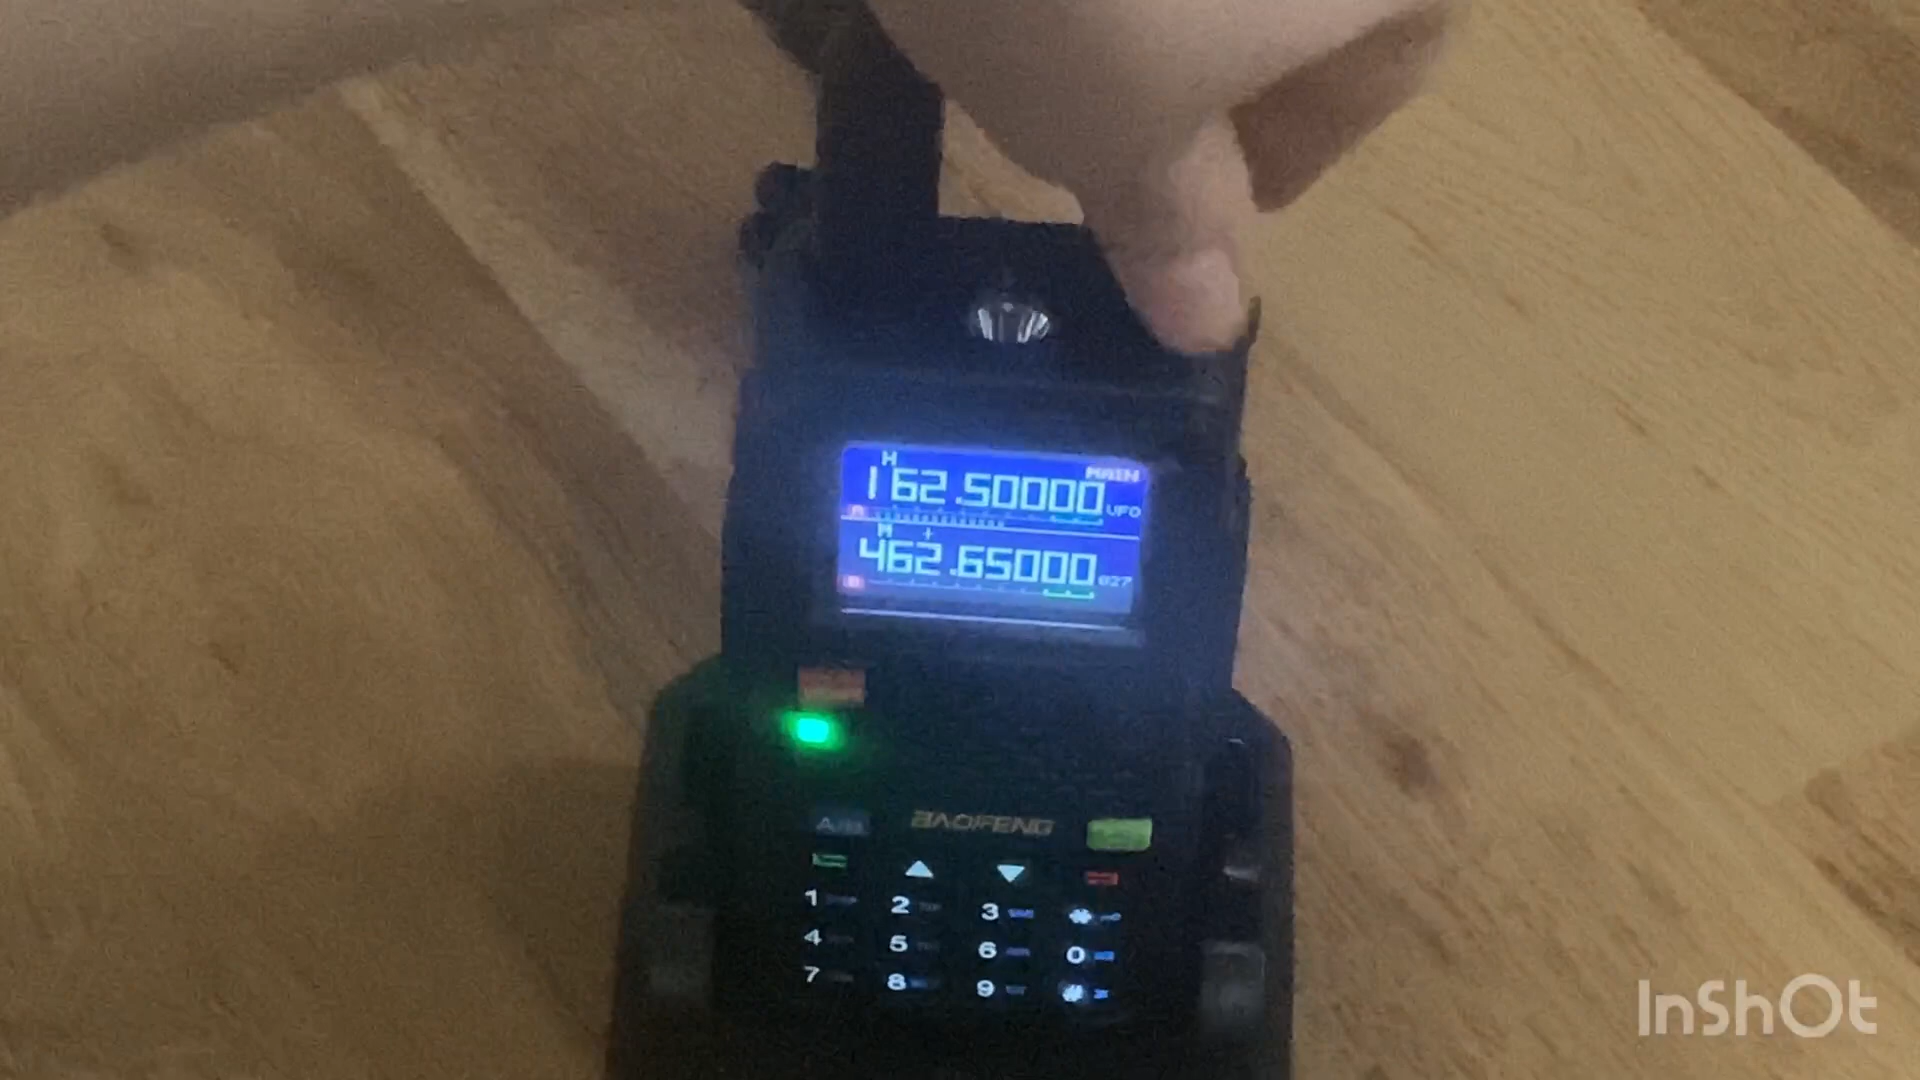 H MAIN
162.50000 VFO
A
+
462.65000 027
B
A/B BAOFENG
1 2 3 *
4 5 6 0
7 8 9 #
InShOt